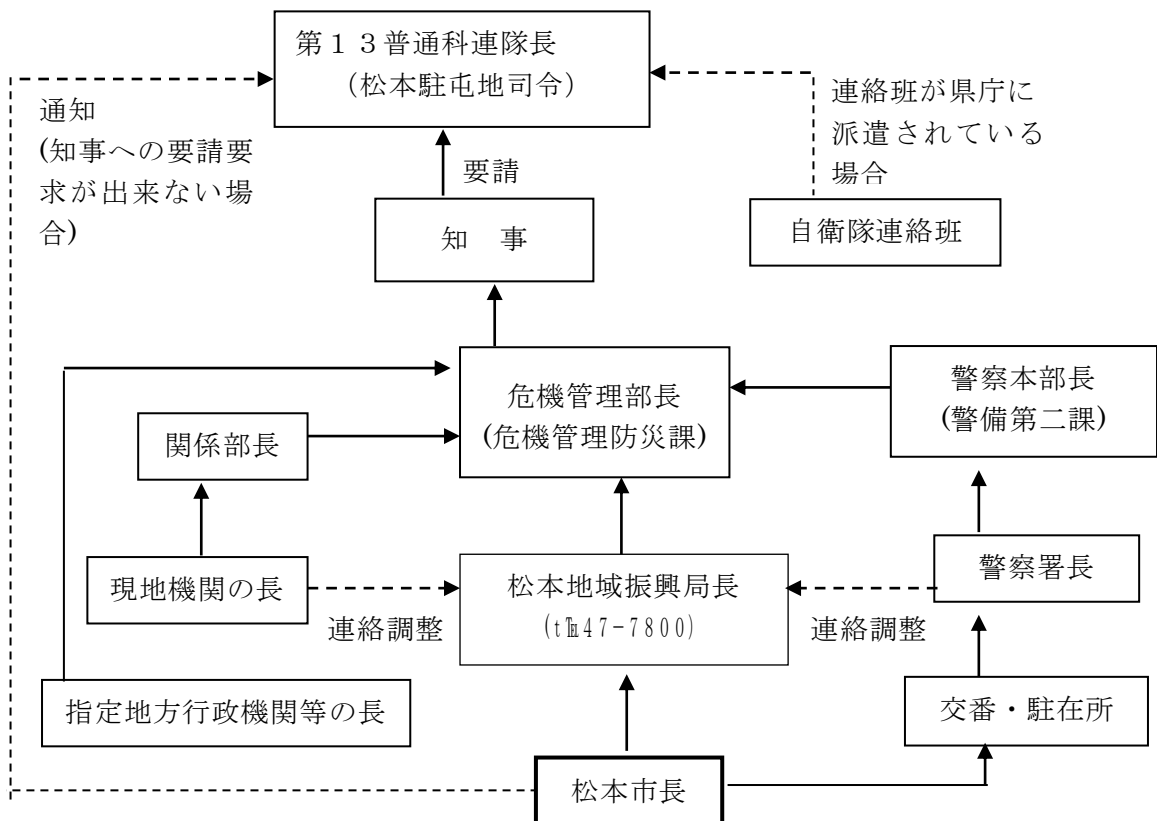 第１３普通科連隊長
（松本駐屯地司令）
通知
(知事への要請要
求が出来ない場
合)
連絡班が県庁に
派遣されている
場合
要請
知　事
自衛隊連絡班
危機管理部長
(危機管理防災課)
警察本部長
(警備第二課)
関係部長
現地機関の長
松本地域振興局長
(℡47-7800)
警察署長
連絡調整
連絡調整
指定地方行政機関等の長
交番・駐在所
松本市長